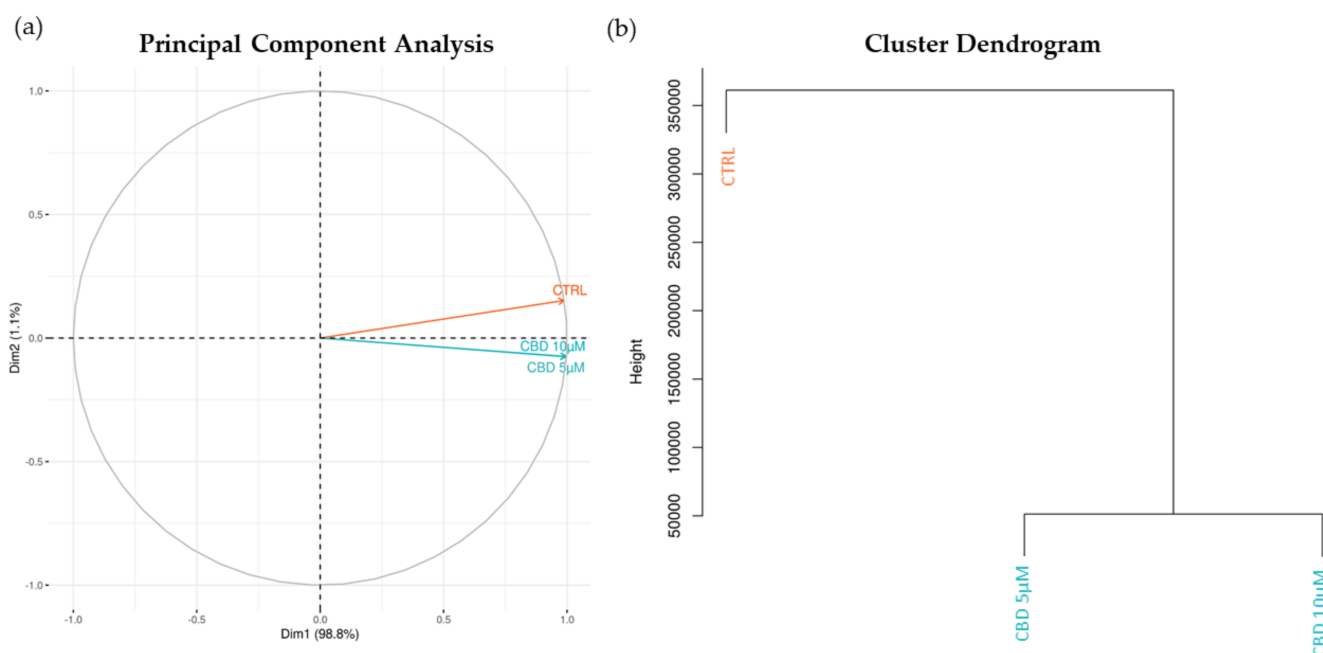 (a)
Principal Component Analysis
1.0
0.5
0.0
-0.5
-1.0
Dim2 (1.1%)
CTRL
CBD 10µM
CBD 5µM
-1.0 -0.5 0.0 0.5 1.0
Dim1 (98.8%)
(b)
Cluster Dendrogram
350000
300000
250000
200000
150000
100000
50000
Height
CTRL
CBD 5µM
CBD 10µM